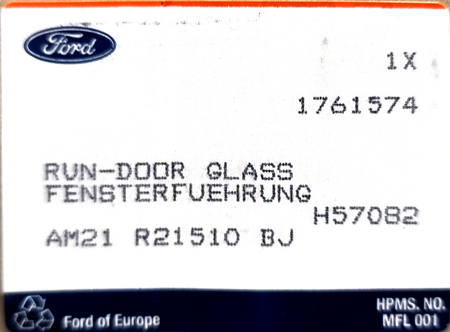 Ford
1X
1761574
RUN-DOOR GLASS
FENSTERFUEHRUNG
H57082
AM21 R21510 BJ
Ford of Europe
HPMS. NO.
MFL 001